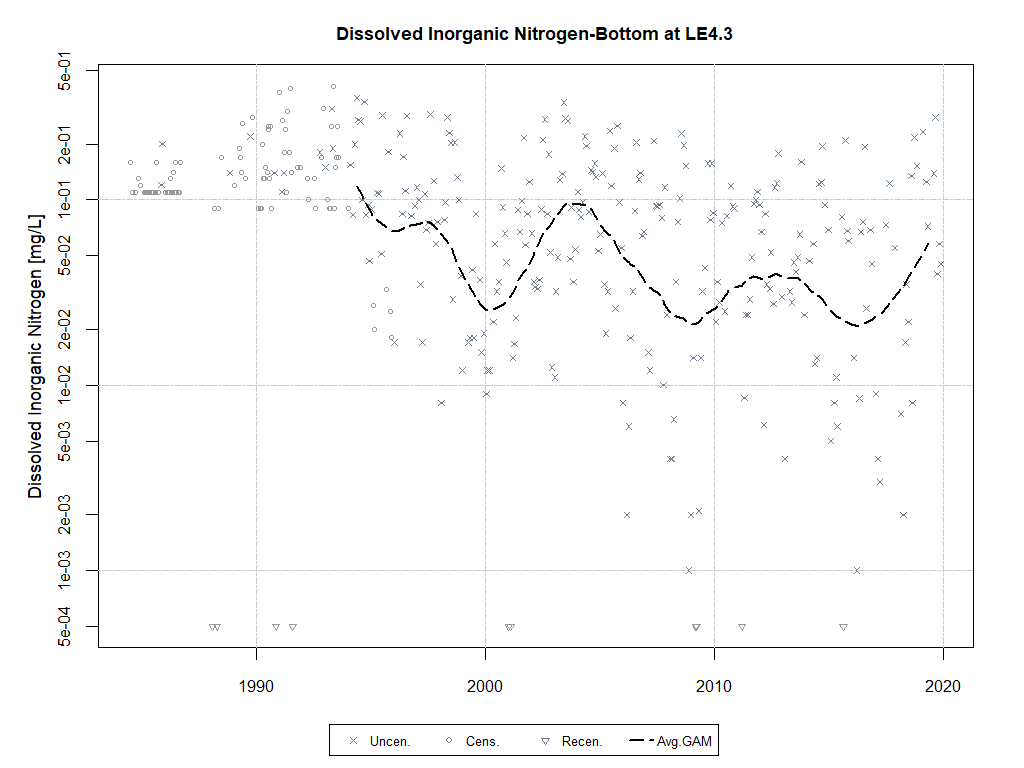 Dissolved Inorganic Nitrogen-Bottom at LE4.3
Dissolved Inorganic Nitrogen [mg/L]
5e-01
2e-01
1e-01
5e-02
2e-02
1e-02
5e-03
2e-03
1e-03
5e-04
1990 2000 2010 2020
Uncen. Cens. Recen. Avg.GAM